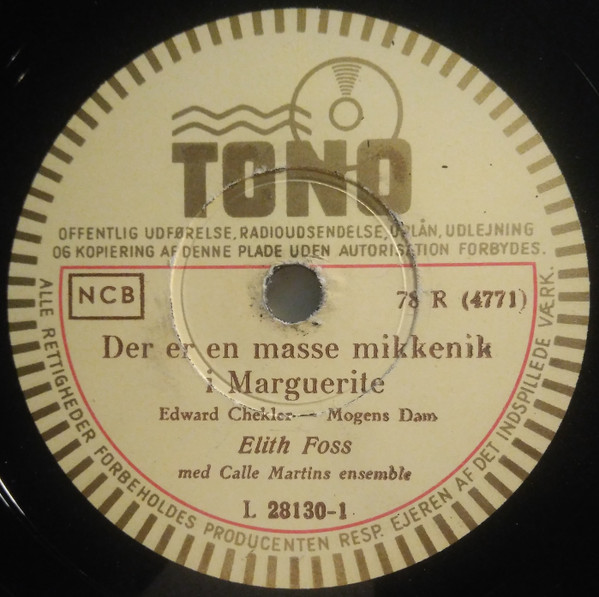 TONO
OFFENTLIG UDFØRELSE, RADIOUDSENDELSE, UDLÅN, UDLEJNING
OG KOPIERING AF DENNE PLADE UDEN AUTORISATION FORBYDES.
NCB
78 R (4771)
Der er en masse mikkenik
i Marguerite
Edward Chekler — Mogens Dam
Elith Foss
med Calle Martins ensemble
L 28130-1
ALLE RETTIGHEDER FORBEHOLDES PRODUCENTEN RESP. EJEREN AF DET INDSPILLEDE VÆRK.